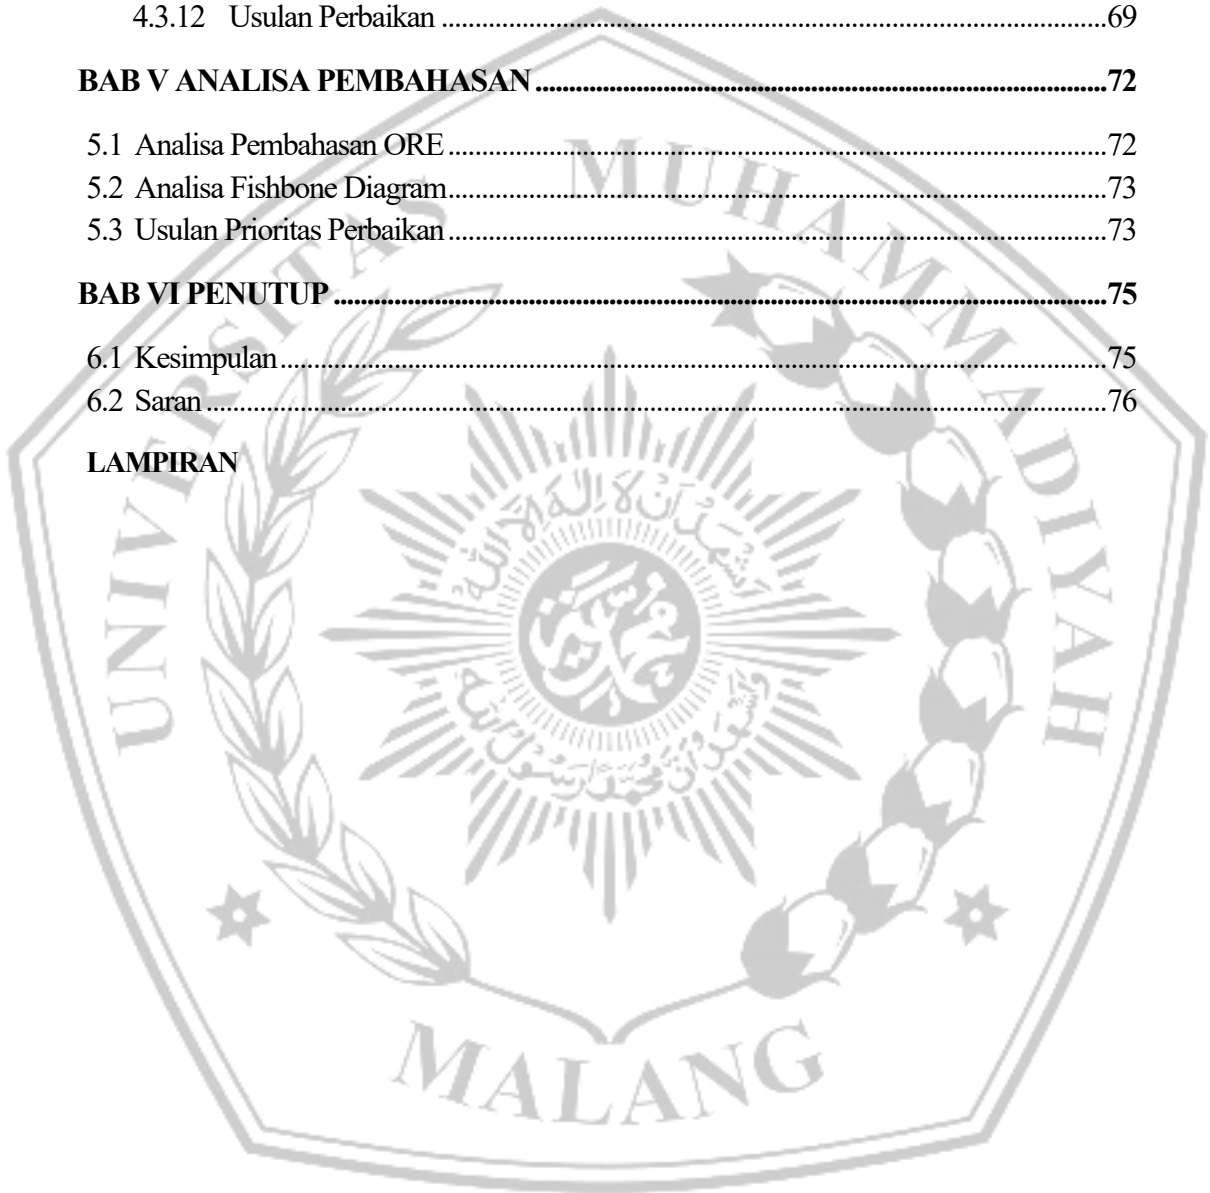 4.3.12 Usulan Perbaikan ........................................................................................................69
BAB V ANALISA PEMBAHASAN ........................................................................................72
5.1 Analisa Pembahasan ORE ........................................................................................72
5.2 Analisa Fishbone Diagram ........................................................................................73
5.3 Usulan Prioritas Perbaikan ........................................................................................73
BAB VI PENUTUP ........................................................................................75
6.1 Kesimpulan ........................................................................................75
6.2 Saran ........................................................................................76
LAMPIRAN
UNIVERSITAS MUHAMMADIYAH
MALANG